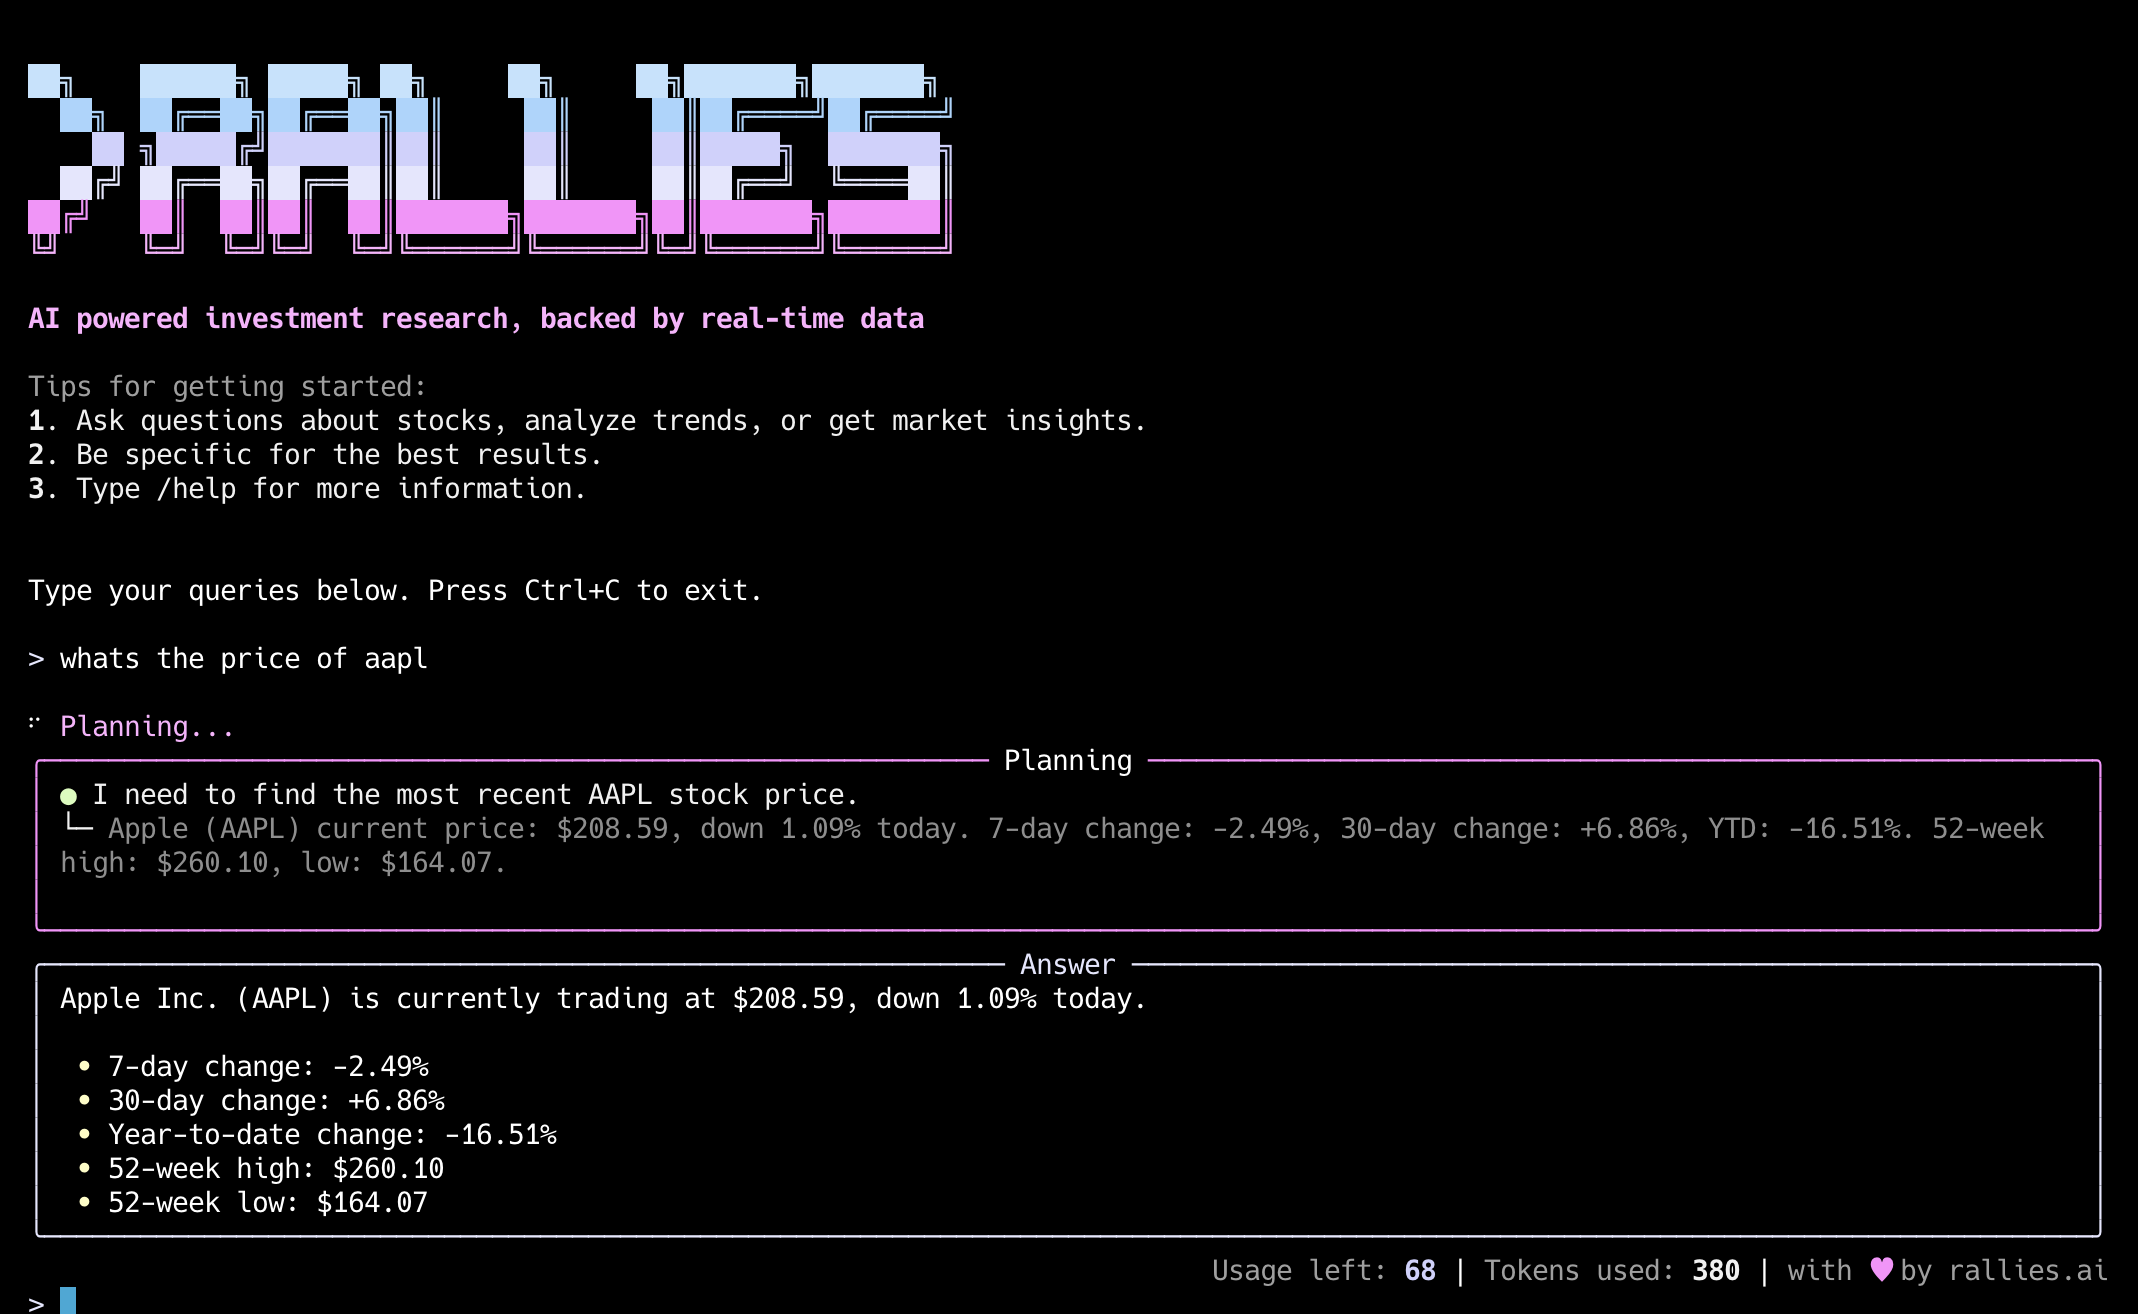 RALLIES
AI powered investment research, backed by real-time data
Tips for getting started:
1. Ask questions about stocks, analyze trends, or get market insights.
2. Be specific for the best results.
3. Type /help for more information.
Type your queries below. Press Ctrl+C to exit.
> whats the price of aapl
Planning...
Planning
● I need to find the most recent AAPL stock price.
└─ Apple (AAPL) current price: $208.59, down 1.09% today. 7-day change: -2.49%, 30-day change: +6.86%, YTD: -16.51%. 52-week
high: $260.10, low: $164.07.
Answer
Apple Inc. (AAPL) is currently trading at $208.59, down 1.09% today.
• 7-day change: -2.49%
• 30-day change: +6.86%
• Year-to-date change: -16.51%
• 52-week high: $260.10
• 52-week low: $164.07
Usage left: 68 | Tokens used: 380 | with ♥ by rallies.ai
>